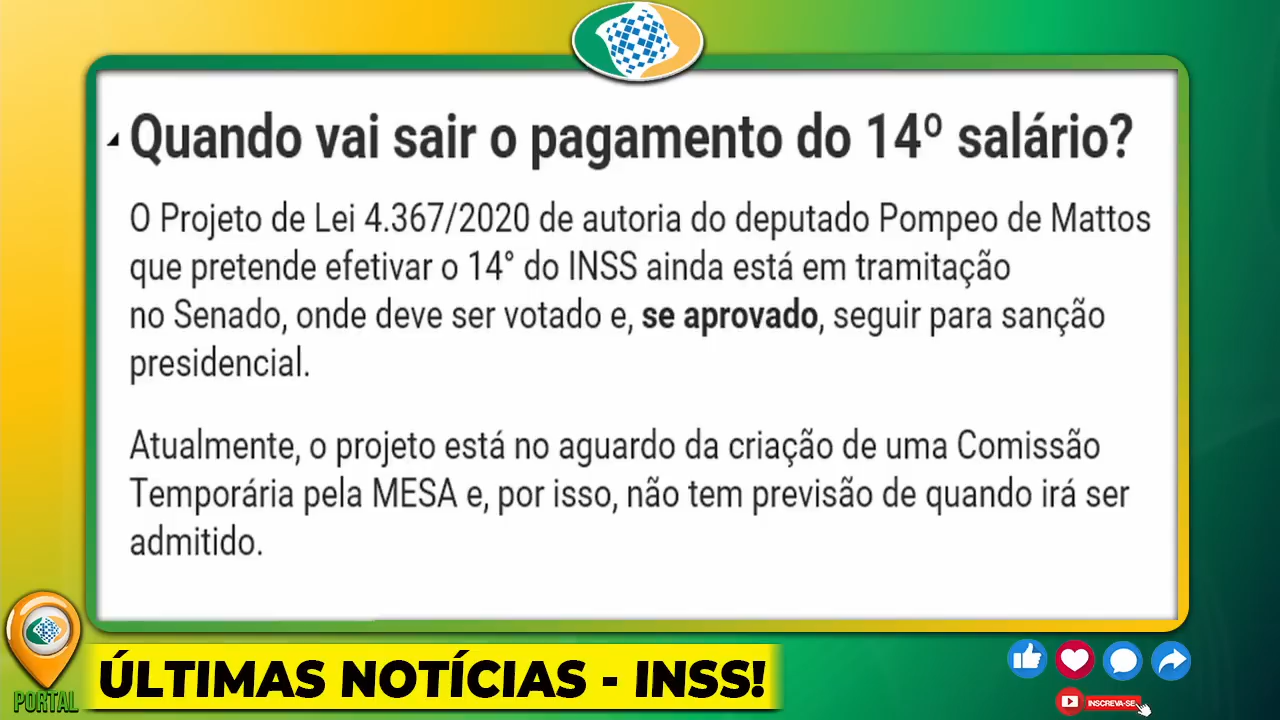 Quando vai sair o pagamento do 14º salário?
O Projeto de Lei 4.367/2020 de autoria do deputado Pompeo de Mattos
que pretende efetivar o 14° do INSS ainda está em tramitação
no Senado, onde deve ser votado e, se aprovado, seguir para sanção
presidencial.
Atualmente, o projeto está no aguardo da criação de uma Comissão
Temporária pela MESA e, por isso, não tem previsão de quando irá ser
admitido.
PORTAL
ÚLTIMAS NOTÍCIAS - INSS!
INSCREVA-SE